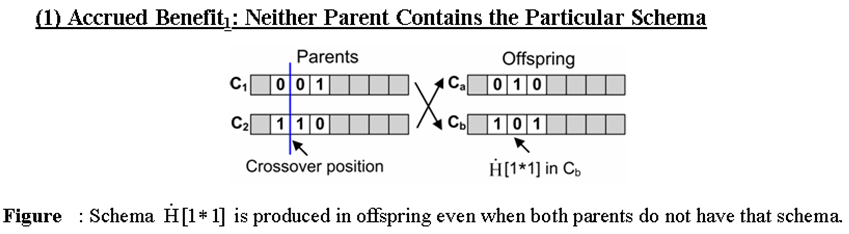 (1) Accrued Benefit1: Neither Parent Contains the Particular Schema
Parents Offspring
C1 0 0 1 Ca 0 1 0
C2 1 1 0 Cb 1 0 1
Crossover position Ḣ[1*1] in Cb
Figure : Schema Ḣ[1*1] is produced in offspring even when both parents do not have that schema.